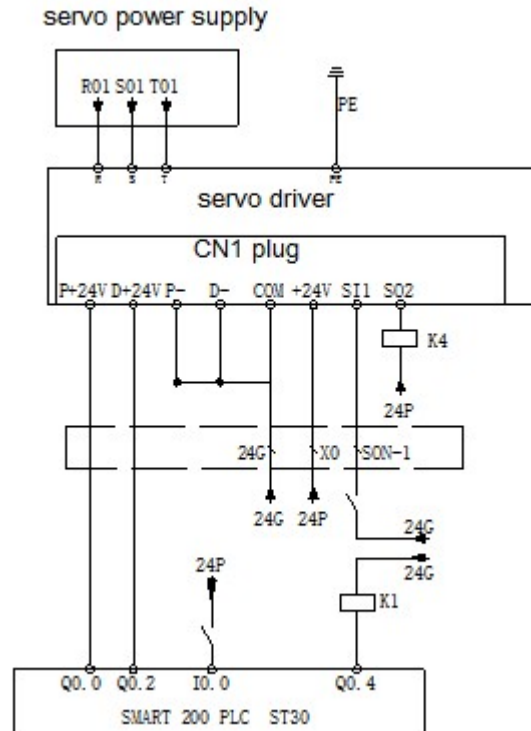 servo power supply
R01 S01 T01
PE
R S T PE
servo driver
CN1 plug
P+24V D+24V P- D- COM +24V SI1 SO2
K4
24P
24G X0 SON-1
24G 24P
24G
24P 24G
K1
Q0.0 Q0.2 I0.0 Q0.4
SMART 200 PLC ST30